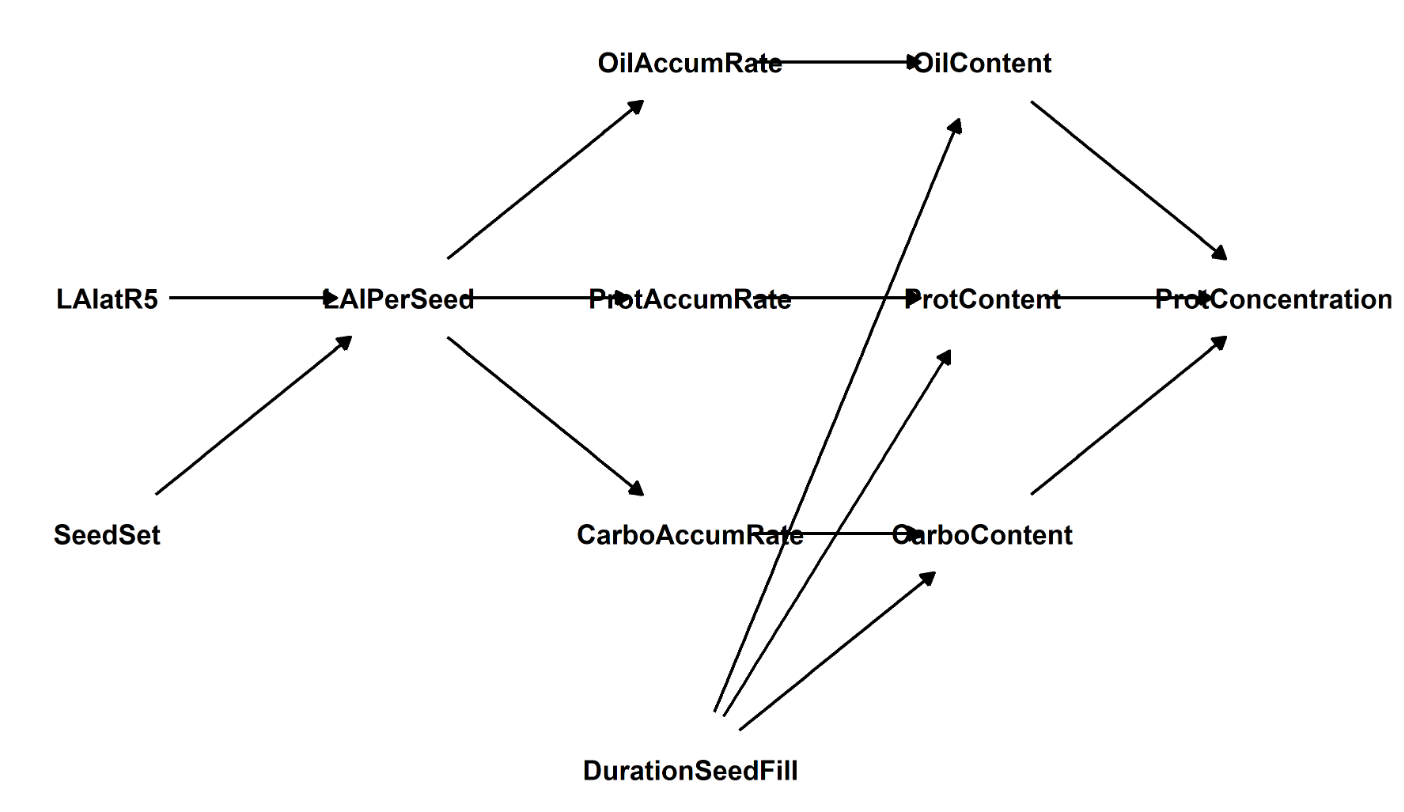 OilAccumRate OilContent
LAIatR5 LAIPerSeed ProtAccumRate ProtContent ProtConcentration
SeedSet CarboAccumRate CarboContent
DurationSeedFill